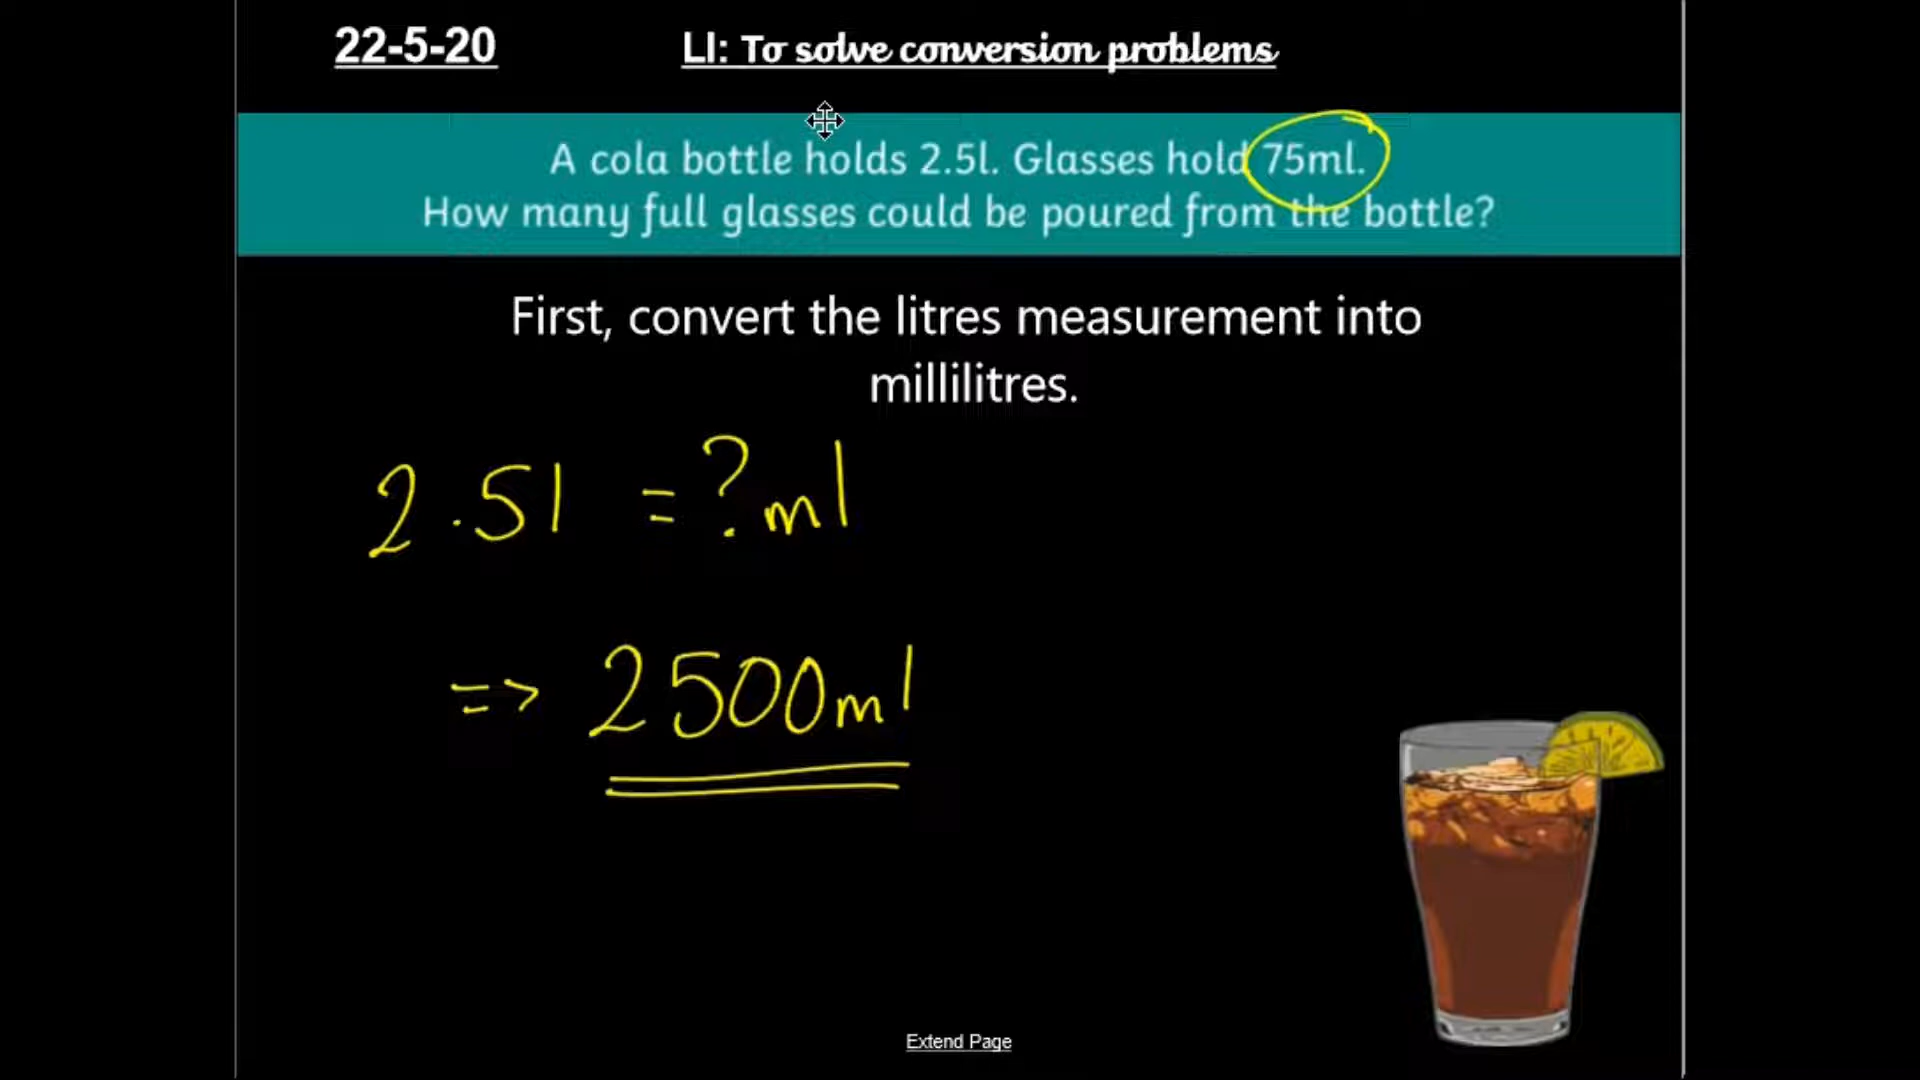 22-5-20 LI: To solve conversion problems
A cola bottle holds 2.5l. Glasses hold 75ml.
How many full glasses could be poured from the bottle?
First, convert the litres measurement into
millilitres.
2.5l = ?ml
=> 2500ml
Extend Page